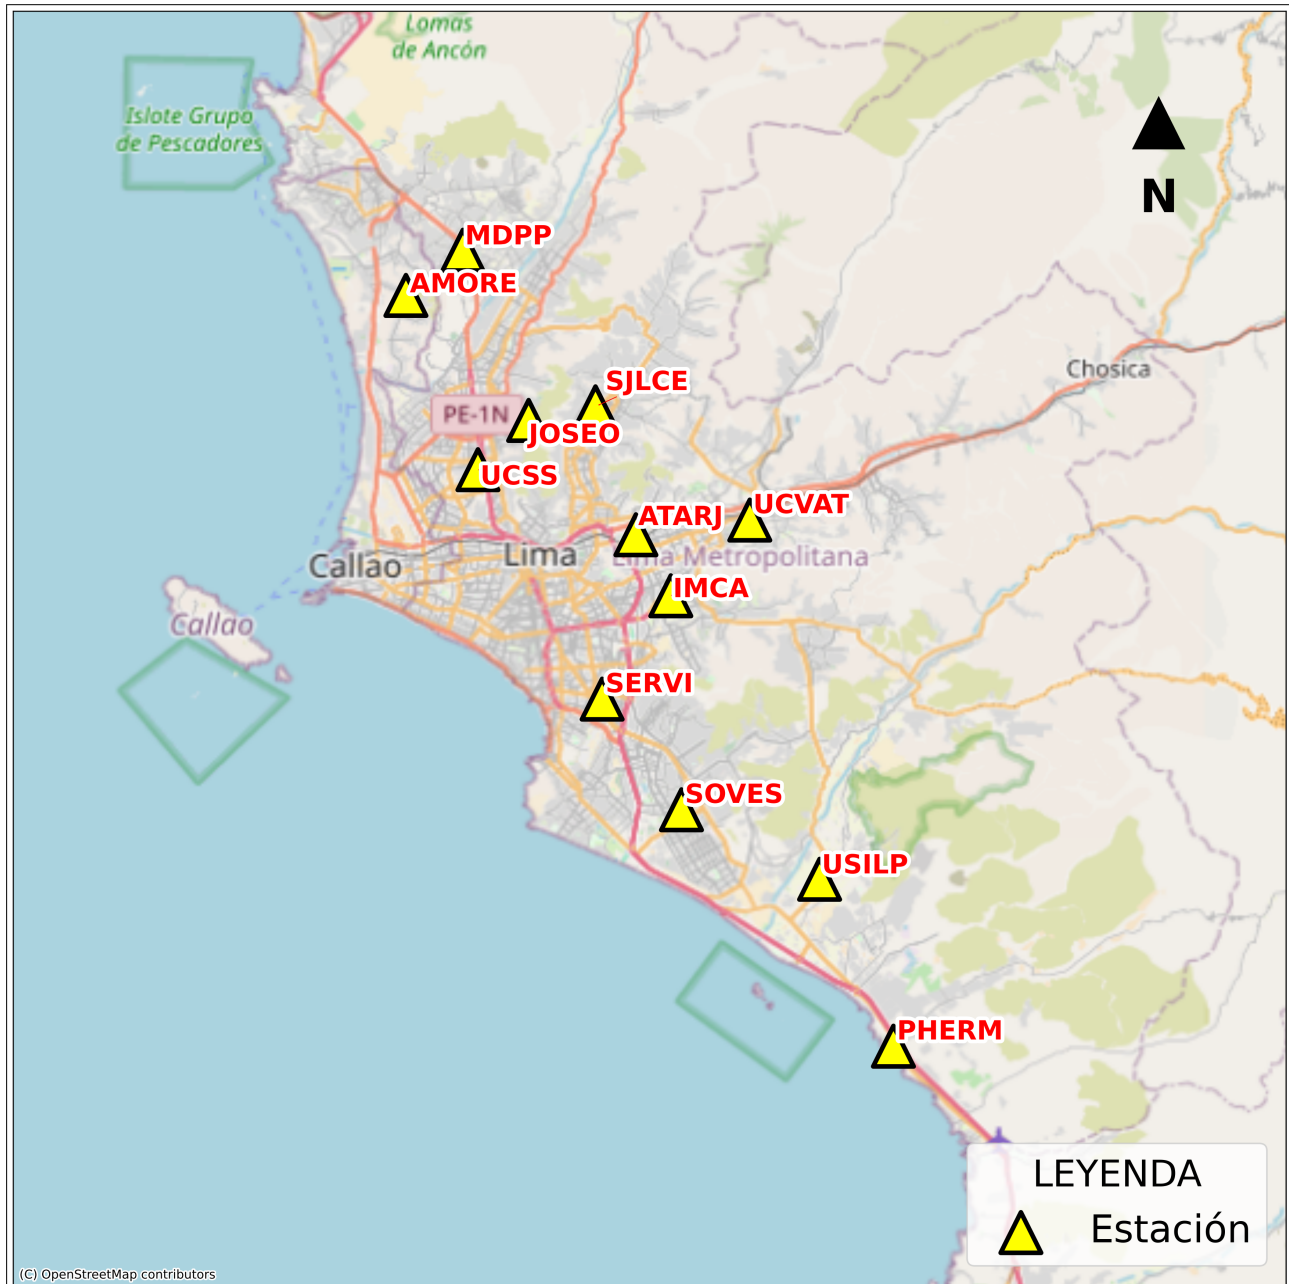 Lomas
de Ancón
Islote Grupo
de Pescadores
N
MDPP
AMORE
Chosica
SJLCE
PE-1N
JOSEO
UCSS
UCVAT
ATARJ
Lima
Lima Metropolitana
Callao
IMCA
Callao
SERVI
SOVES
USILP
PHERM
LEYENDA
Estación
(C) OpenStreetMap contributors